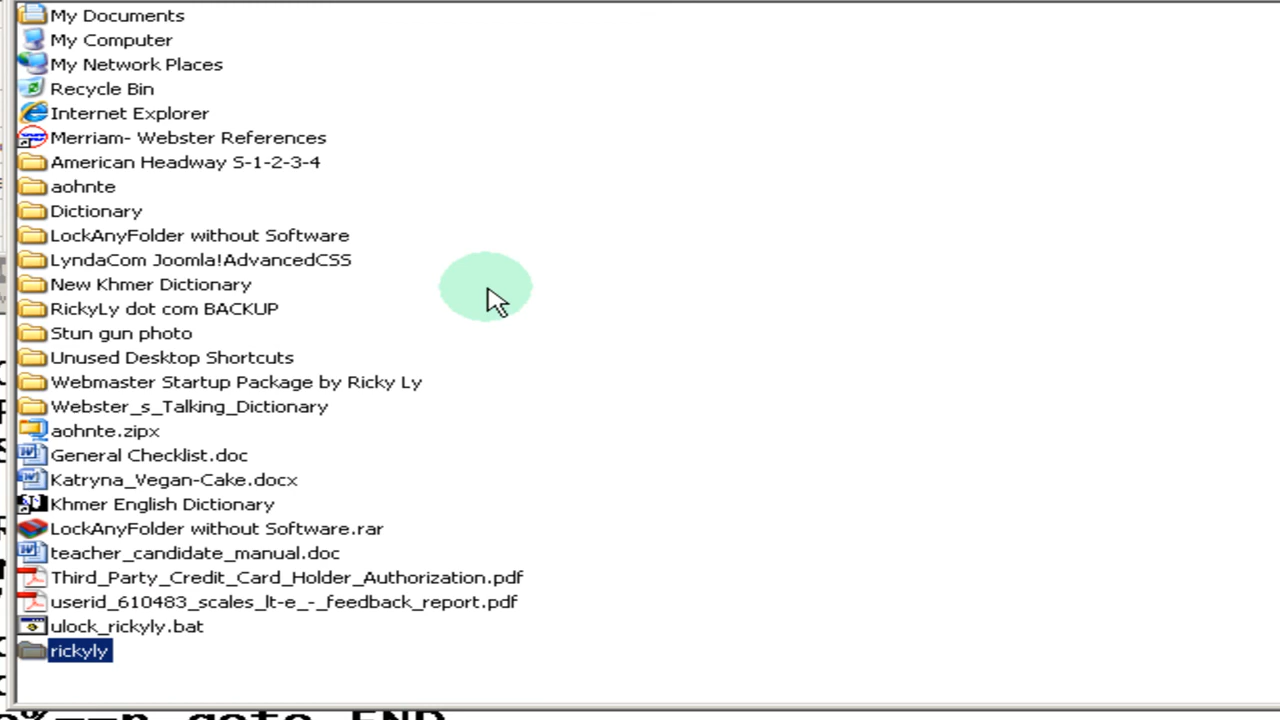 My Documents
My Computer
My Network Places
Recycle Bin
Internet Explorer
Merriam- Webster References
American Headway S-1-2-3-4
aohnte
Dictionary
LockAnyFolder without Software
LyndaCom Joomla!AdvancedCSS
New Khmer Dictionary
RickyLy dot com BACKUP
Stun gun photo
Unused Desktop Shortcuts
Webmaster Startup Package by Ricky Ly
Webster_s_Talking_Dictionary
aohnte.zipx
General Checklist.doc
Katryna_Vegan-Cake.docx
Khmer English Dictionary
LockAnyFolder without Software.rar
teacher_candidate_manual.doc
Third_Party_Credit_Card_Holder_Authorization.pdf
userid_610483_scales_lt-e_-_feedback_report.pdf
ulock_rickyly.bat
rickyly
%==n goto END